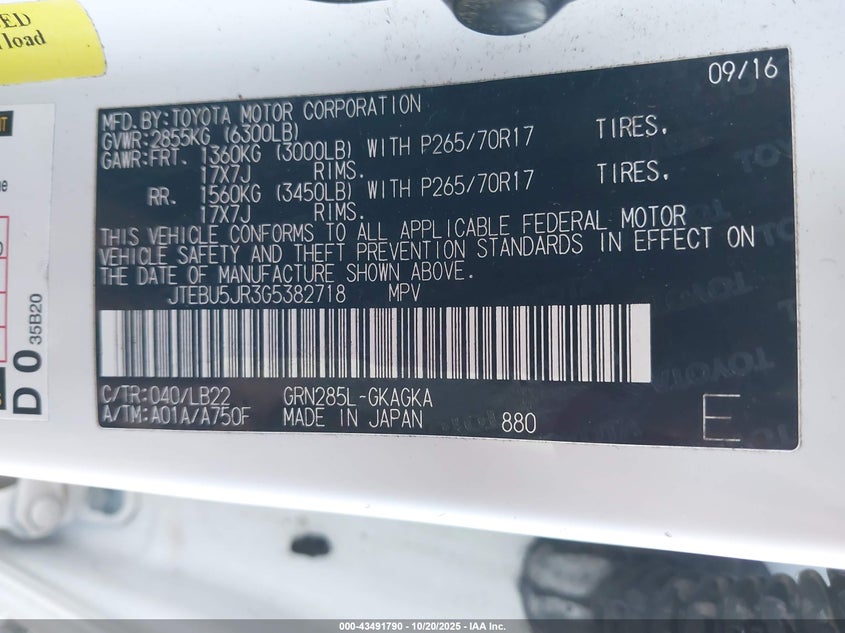 ED
load
09/16
MFD.BY:TOYOTA MOTOR CORPORATION
GVWR:2855KG (6300LB)
GAWR:FRT. 1360KG (3000LB) WITH P265/70R17 TIRES,
17X7J RIMS.
RR. 1560KG (3450LB) WITH P265/70R17 TIRES,
17X7J RIMS.
THIS VEHICLE CONFORMS TO ALL APPLICABLE FEDERAL MOTOR
VEHICLE SAFETY AND THEFT PREVENTION STANDARDS IN EFFECT ON
THE DATE OF MANUFACTURE SHOWN ABOVE.
JTEBU5JR3G5382718 MPV
C/TR:040/LB22 GRN285L-GKAGKA
A/TM:A01A/A750F MADE IN JAPAN 880 E
D 0 35B20
TOYOTA
000-43491790 - 10/20/2025 - IAA Inc.